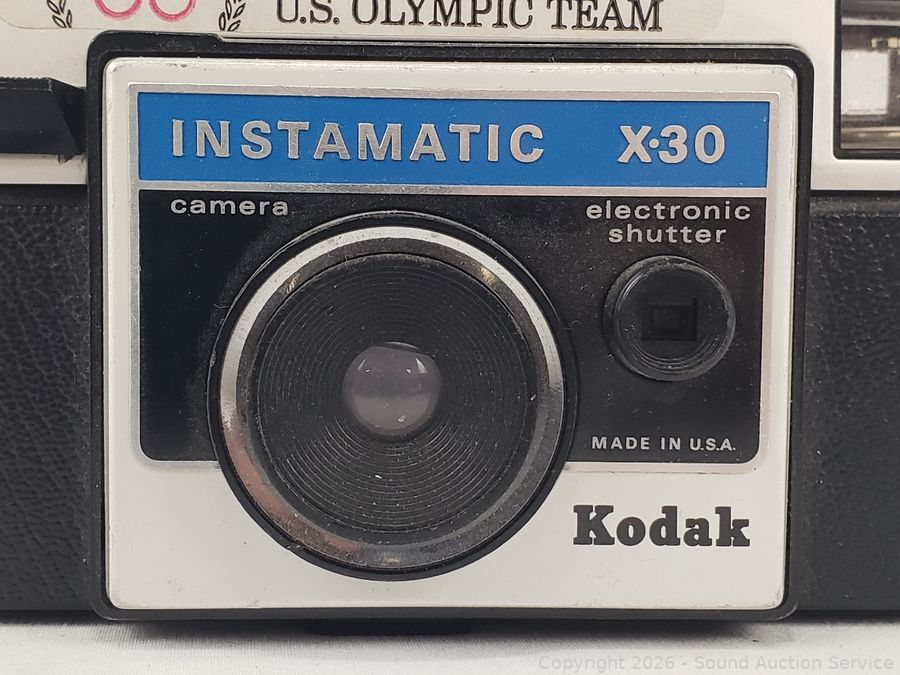 U.S. OLYMPIC TEAM
INSTAMATIC X·30
camera
electronic
shutter
MADE IN U.S.A.
Kodak
Copyright 2026 - Sound Auction Service